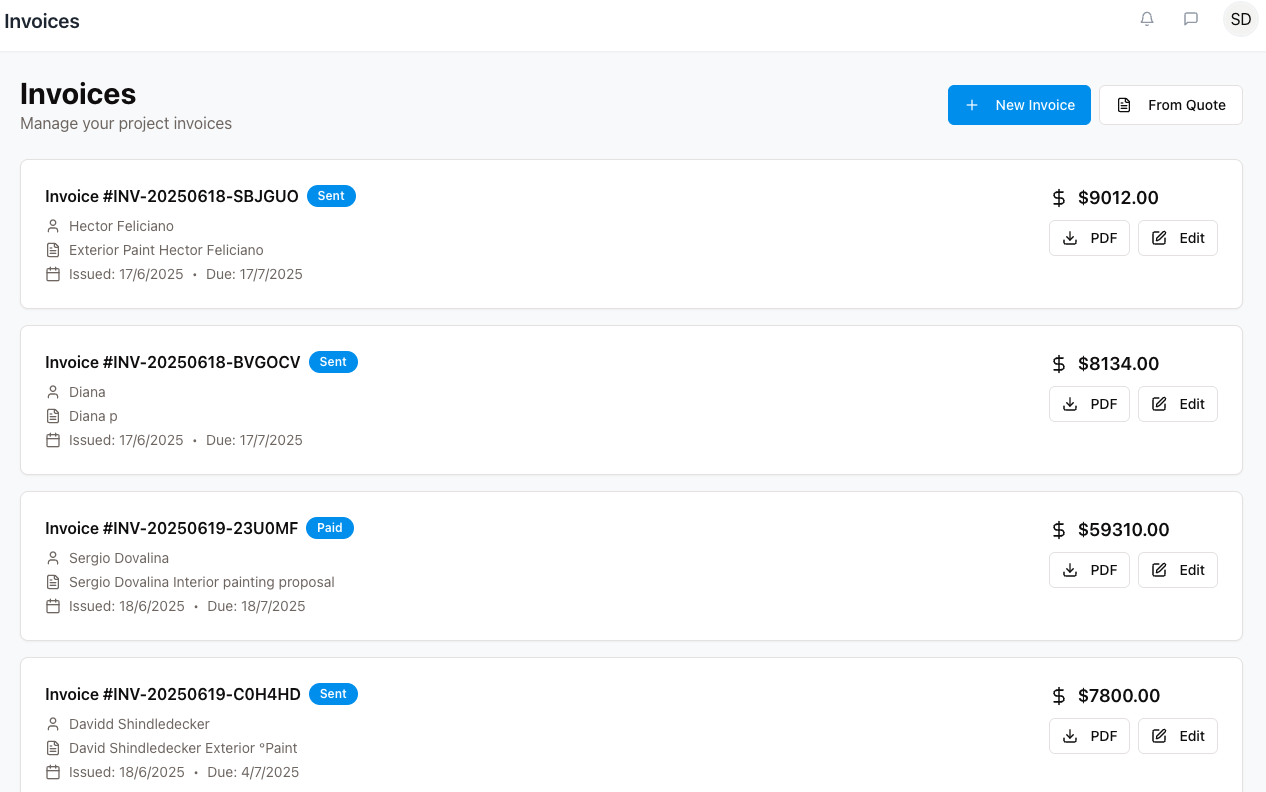 Invoices
SD
Invoices
Manage your project invoices
New Invoice
From Quote
Invoice #INV-20250618-SBJGUO
Sent
$9012.00
Hector Feliciano
PDF
Edit
Exterior Paint Hector Feliciano
Issued: 17/6/2025 • Due: 17/7/2025
Invoice #INV-20250618-BVGOCV
Sent
$8134.00
Diana
PDF
Edit
Diana p
Issued: 17/6/2025 • Due: 17/7/2025
Invoice #INV-20250619-23U0MF
Paid
$59310.00
Sergio Dovalina
PDF
Edit
Sergio Dovalina Interior painting proposal
Issued: 18/6/2025 • Due: 18/7/2025
Invoice #INV-20250619-C0H4HD
Sent
$7800.00
Davidd Shindledecker
PDF
Edit
David Shindledecker Exterior °Paint
Issued: 18/6/2025 • Due: 4/7/2025